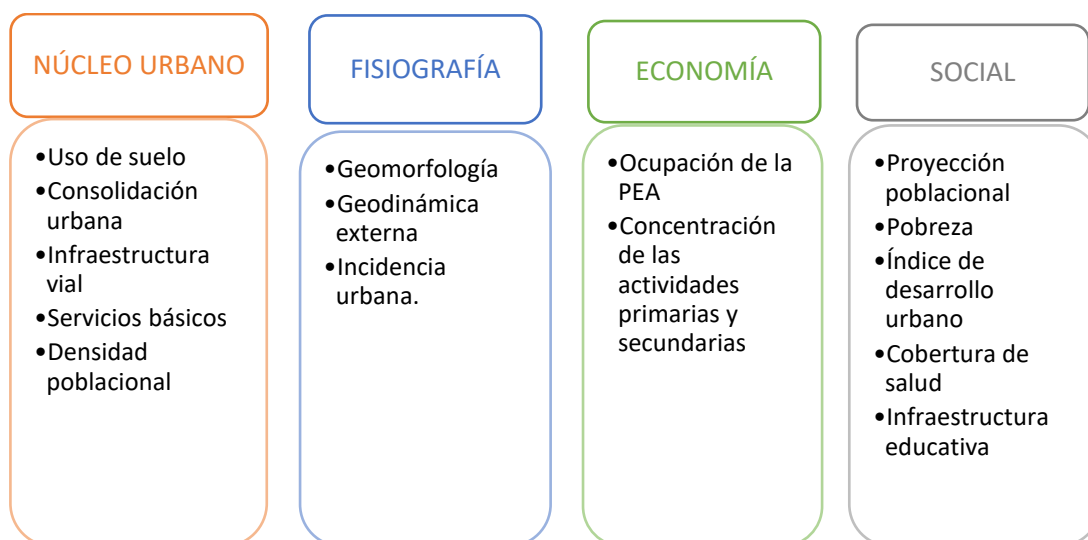 NÚCLEO URBANO
•Uso de suelo
•Consolidación
urbana
•Infraestructura
vial
•Servicios básicos
•Densidad
poblacional
FISIOGRAFÍA
•Geomorfología
•Geodinámica
externa
•Incidencia
urbana.
ECONOMÍA
•Ocupación de la
PEA
•Concentración
de las
actividades
primarias y
secundarias
SOCIAL
•Proyección
poblacional
•Pobreza
•Índice de
desarrollo
urbano
•Cobertura de
salud
•Infraestructura
educativa